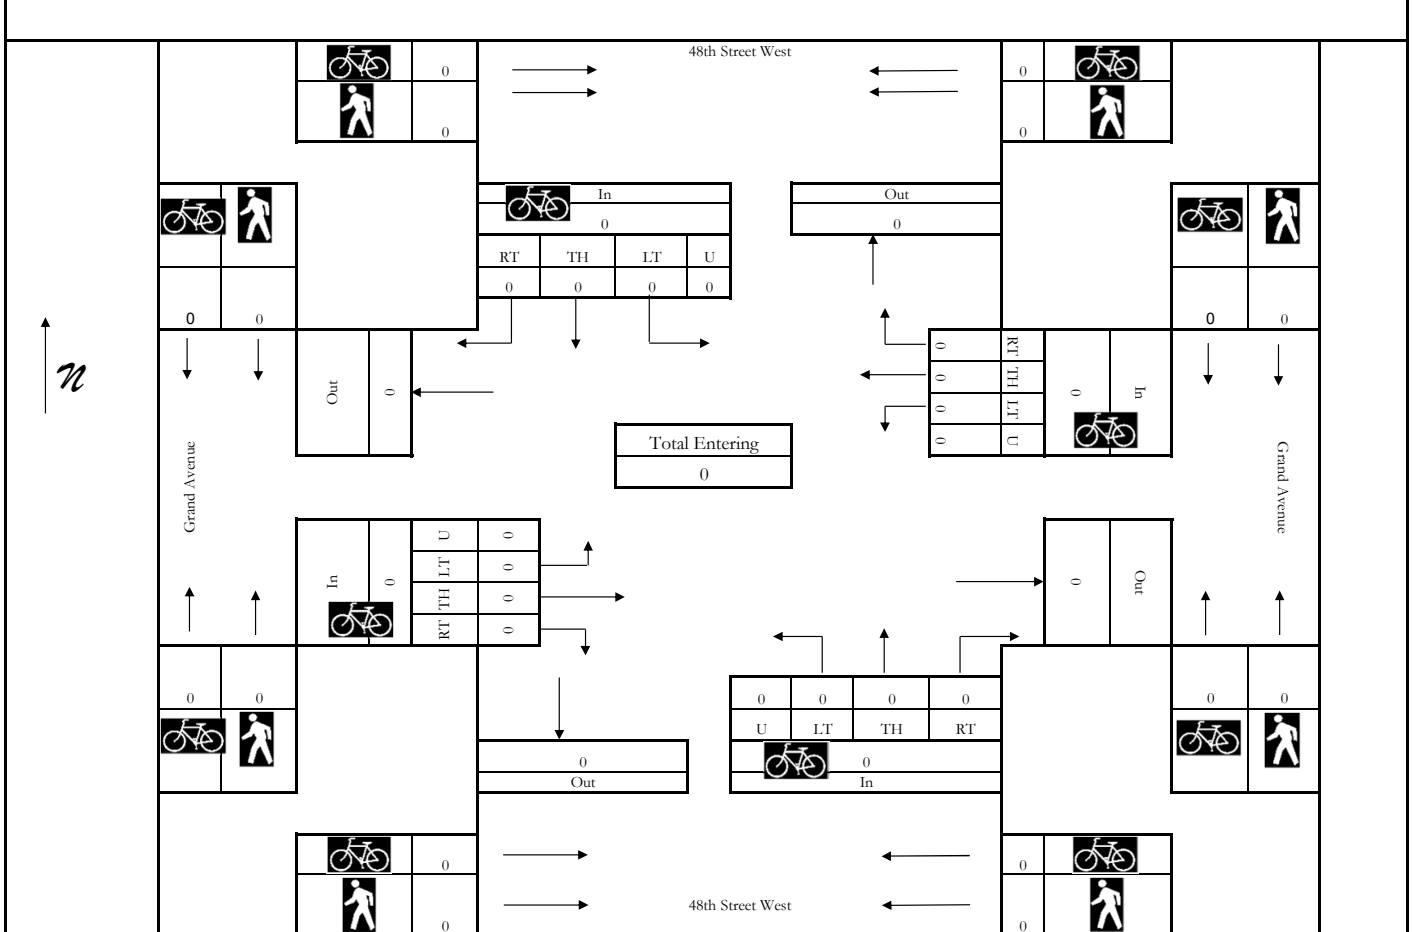 48th Street West
0 0
0 0
In Out
0 0
RT TH LT U
0 0 0 0
0 0 0 0
N
Out 0
0 RT
0 TH
0 LT
0 U
0 In
Grand Avenue
Total Entering
0
Grand Avenue
In 0
U 0
LT 0
TH 0
RT 0
0 Out
0 0 0 0
0 0 0 0
U LT TH RT
0 0
Out In
0 0
48th Street West
0 0